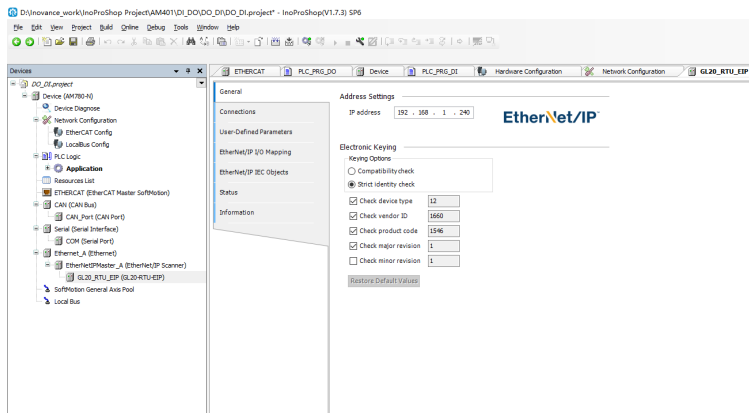 D:\Inovance_work\InoProShop Project\AM401\DI_DO\DO_DI\DO_DI.project* - InoProShop(V1.7.3) SP6
File Edit View Project Build Online Debug Tools Window Help
Devices
ETHERCAT PLC_PRG_DO Device PLC_PRG_DI Hardware Configuration Network Configuration GL20_RTU_EIP
DO_DI.project
Device (AM780-N)
Device Diagnose
Network Configuration
EtherCAT Config
LocalBus Config
PLC Logic
Application
Resources List
ETHERCAT (EtherCAT Master SoftMotion)
CAN (CAN Bus)
CAN_Port (CAN Port)
Serial (Serial Interface)
COM (Serial Port)
Ethernet_A (Ethernet)
EtherNetIPMaster_A (EtherNet/IP Scanner)
GL20_RTU_EIP (GL20-RTU-EIP)
SoftMotion General Axis Pool
Local Bus
General
Connections
User-Defined Parameters
EtherNet/IP I/O Mapping
EtherNet/IP IEC Objects
Status
Information
Address Settings
IP address 192 . 168 . 1 . 240
EtherNet/IP
Electronic Keying
Keying Options
Compatibility check
Strict identity check
Check device type 12
Check vendor ID 1660
Check product code 1546
Check major revision 1
Check minor revision 1
Restore Default Values